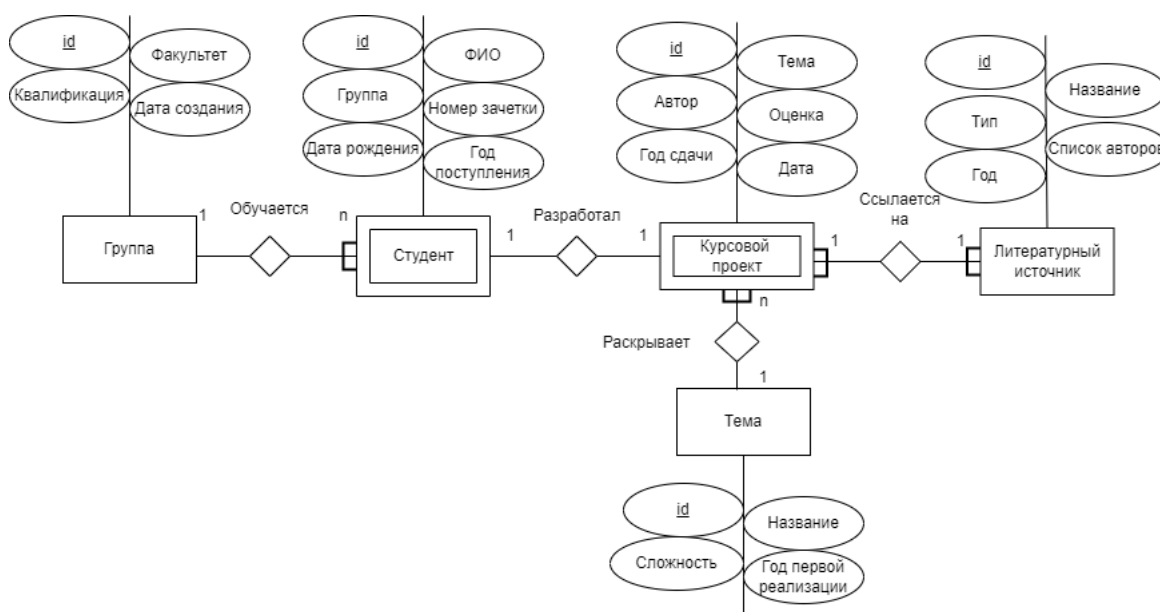 id
Факультет
Квалификация
Дата создания
id
ФИО
Группа
Номер зачетки
Дата рождения
Год
поступления
id
Тема
Автор
Оценка
Год сдачи
Дата
id
Название
Тип
Список авторов
Год
Группа
1
Обучается
n
Студент
1
Разработал
1
Курсовой
проект
1
Ссылается
на
1
Литературный
источник
n
Раскрывает
1
Тема
id
Название
Сложность
Год первой
реализации